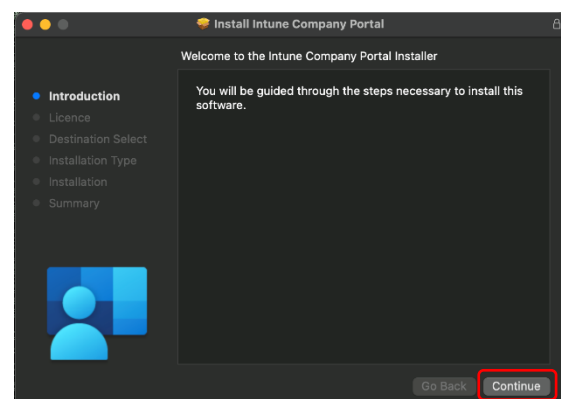 Install Intune Company Portal
Welcome to the Intune Company Portal Installer
Introduction
Licence
Destination Select
Installation Type
Installation
Summary
You will be guided through the steps necessary to install this
software.
Go Back
Continue